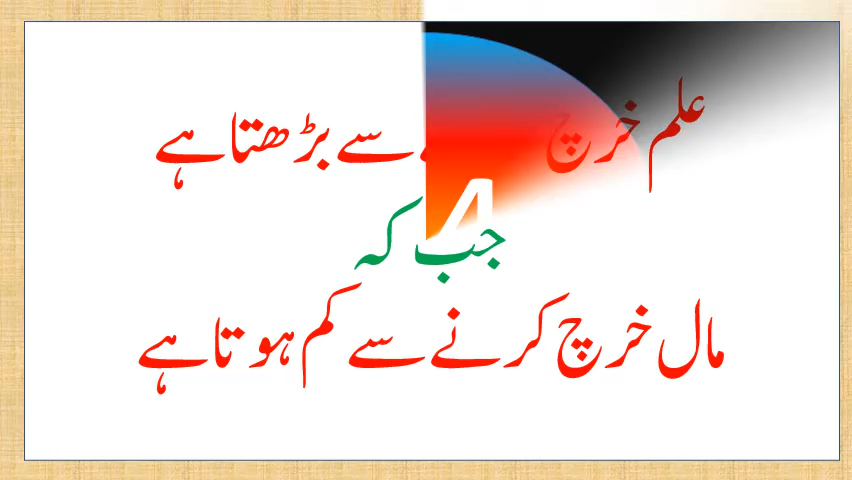 علم خرچ سے بڑھتا ہے
4
جب کہ
مال خرچ کرنے سے کم ہوتا ہے